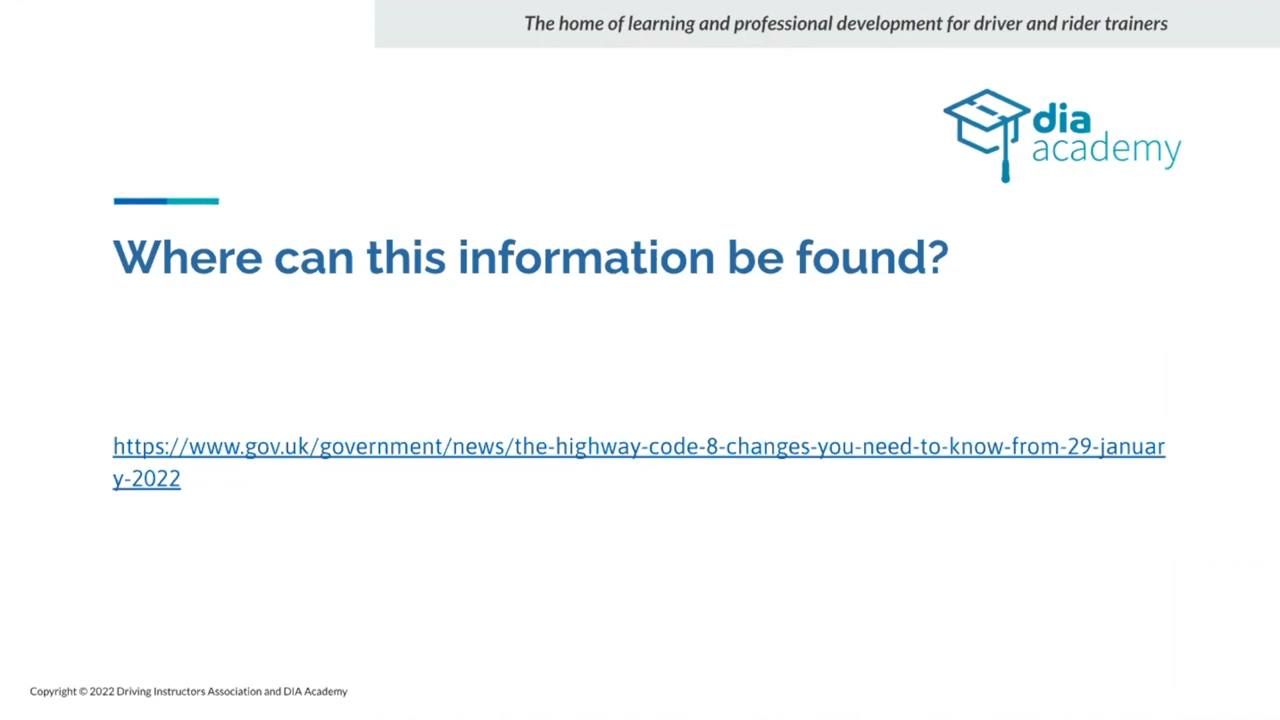 The home of learning and professional development for driver and rider trainers
dia
academy
Where can this information be found?
https://www.gov.uk/government/news/the-highway-code-8-changes-you-need-to-know-from-29-januar
y-2022
Copyright © 2022 Driving Instructors Association and DIA Academy